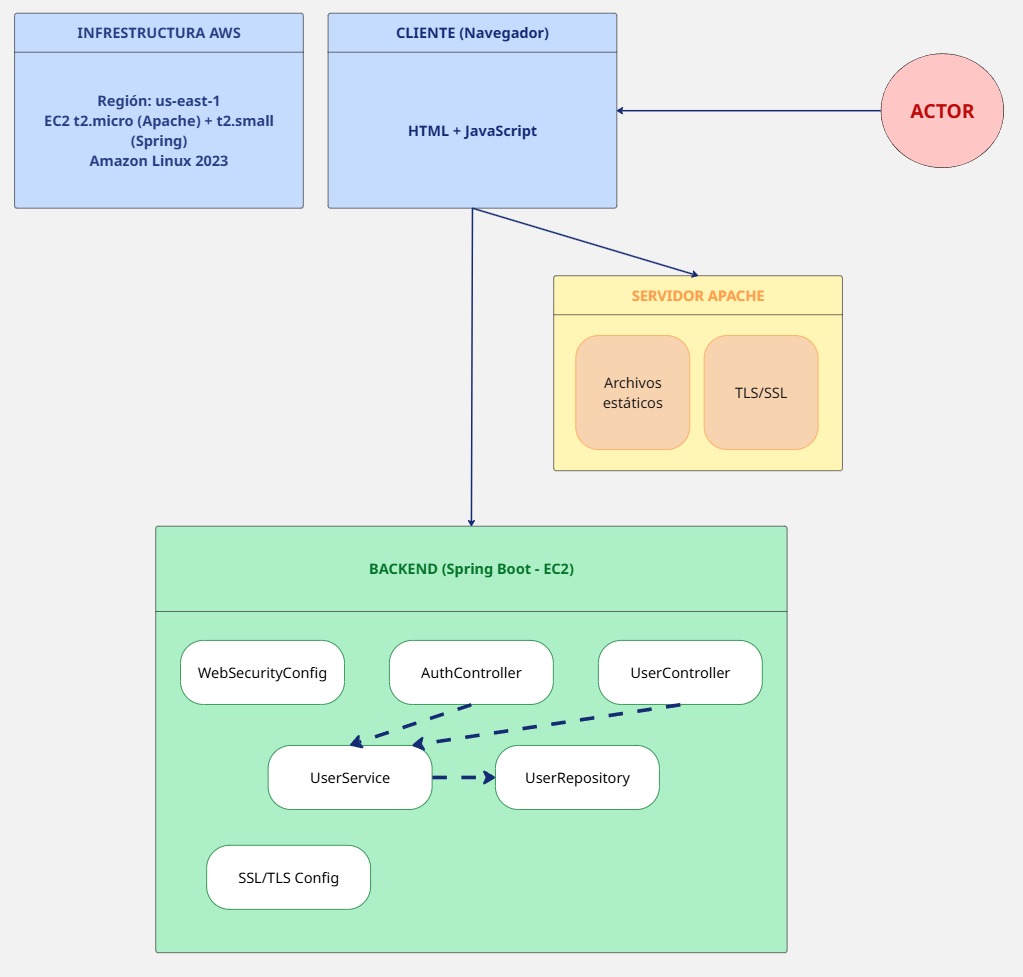 INFRESTRUCTURA AWS
Región: us-east-1
EC2 t2.micro (Apache) + t2.small
(Spring)
Amazon Linux 2023
CLIENTE (Navegador)
HTML + JavaScript
ACTOR
SERVIDOR APACHE
Archivos
estáticos
TLS/SSL
BACKEND (Spring Boot - EC2)
WebSecurityConfig
AuthController
UserController
UserService
UserRepository
SSL/TLS Config